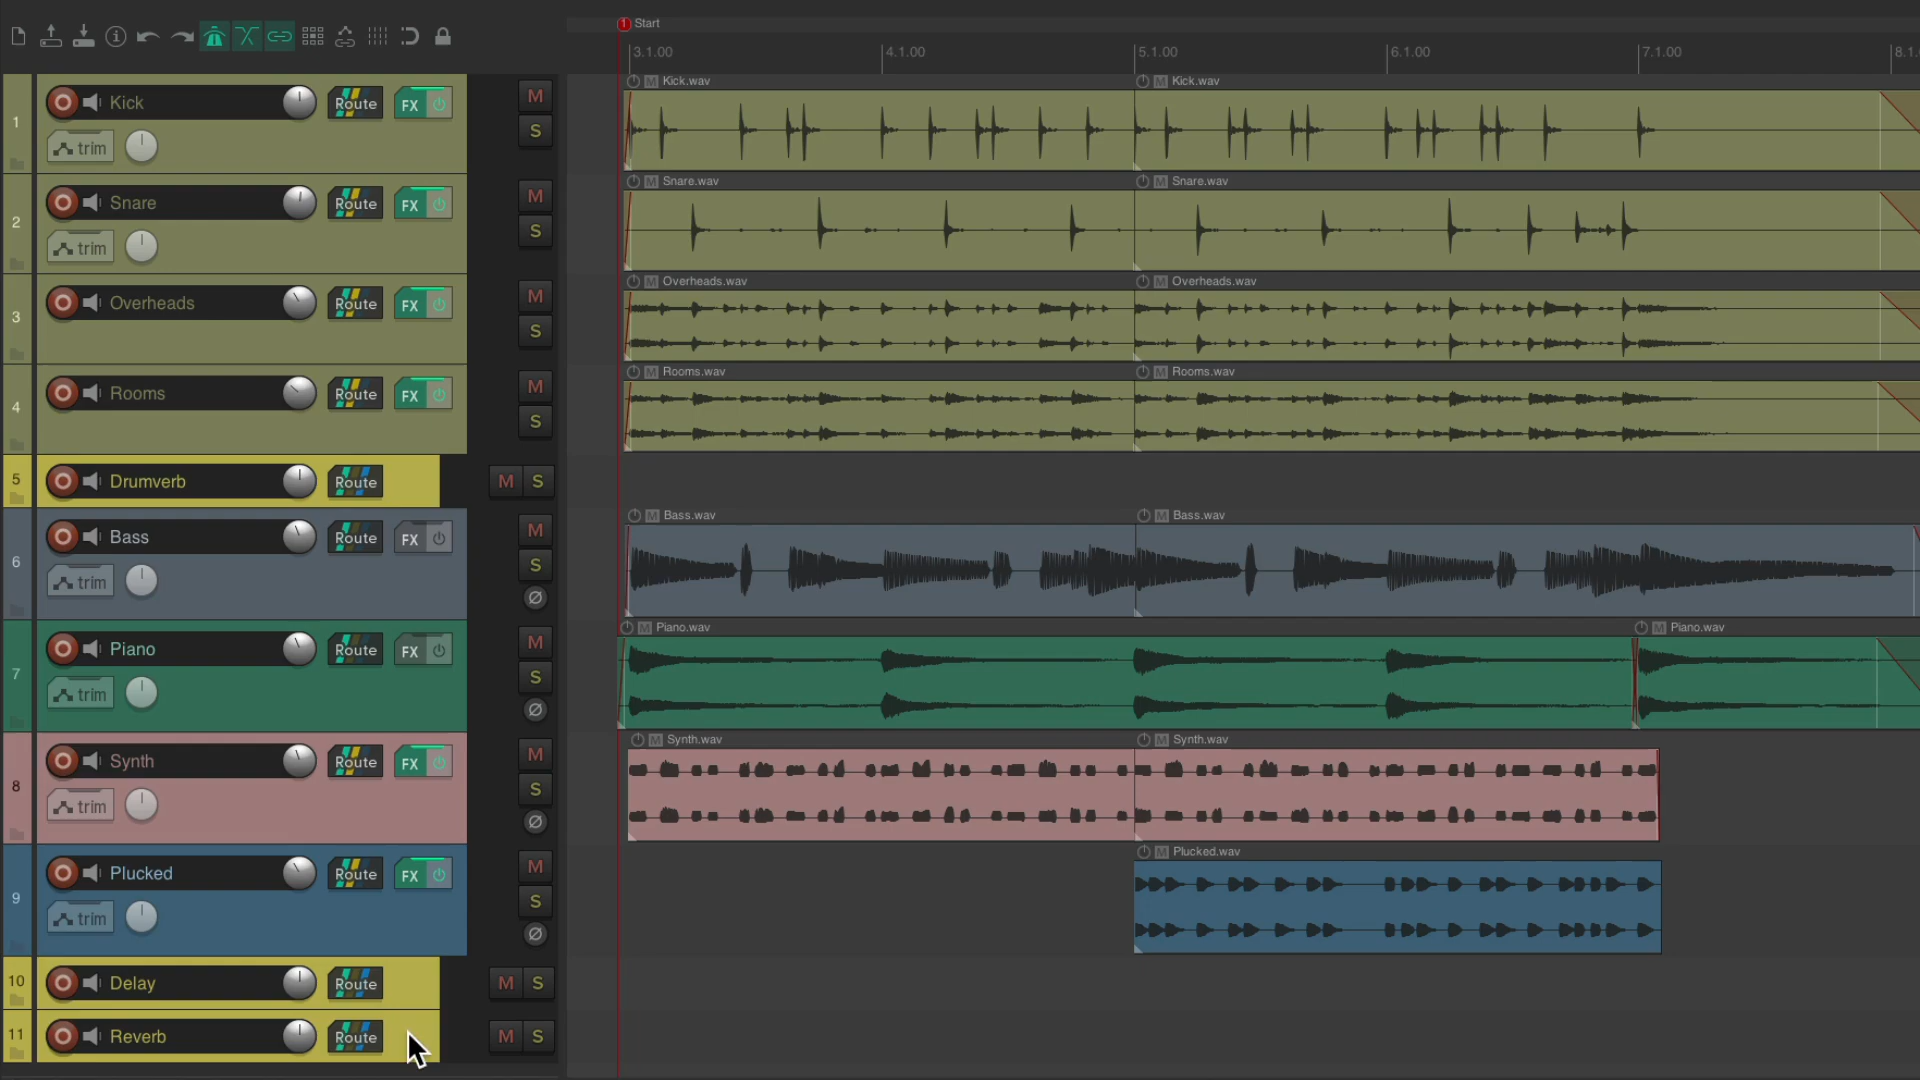 1 Start
3.1.00 4.1.00 5.1.00 6.1.00 7.1.00 8.1.
M Kick.wav M Kick.wav
1 Kick Route FX M
trim S
M Snare.wav M Snare.wav
2 Snare Route FX M
trim S
M Overheads.wav M Overheads.wav
3 Overheads Route FX M
S
M Rooms.wav M Rooms.wav
4 Rooms Route FX M
S
5 Drumverb Route M S
M Bass.wav M Bass.wav
6 Bass Route FX M
trim S
Ø
M Piano.wav M Piano.wav
7 Piano Route FX M
trim S
Ø
M Synth.wav M Synth.wav
8 Synth Route FX M
trim S
Ø
M Plucked.wav
9 Plucked Route FX M
trim S
Ø
10 Delay Route M S
11 Reverb Route M S